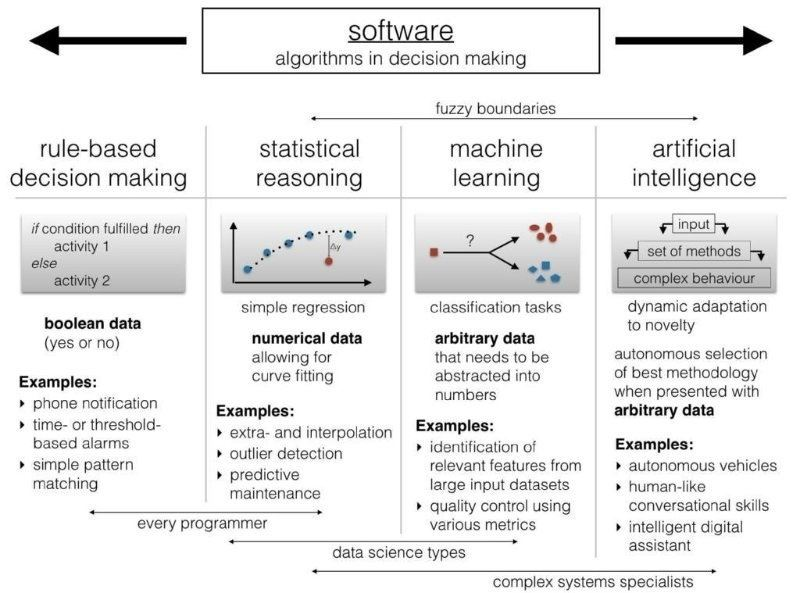 software
algorithms in decision making
fuzzy boundaries
rule-based
decision making
if condition fulfilled then
activity 1
else
activity 2
boolean data
(yes or no)
Examples:
‣ phone notification
‣ time- or threshold-
based alarms
‣ simple pattern
matching
statistical
reasoning
Δy
simple regression
numerical data
allowing for
curve fitting
Examples:
‣ extra- and interpolation
‣ outlier detection
‣ predictive
maintenance
machine
learning
?
classification tasks
arbitrary data
that needs to be
abstracted into
numbers
Examples:
‣ identification of
relevant features from
large input datasets
‣ quality control using
various metrics
artificial
intelligence
input
set of methods
complex behaviour
dynamic adaptation
to novelty
autonomous selection
of best methodology
when presented with
arbitrary data
Examples:
‣ autonomous vehicles
‣ human-like
conversational skills
‣ intelligent digital
assistant
every programmer
data science types
complex systems specialists